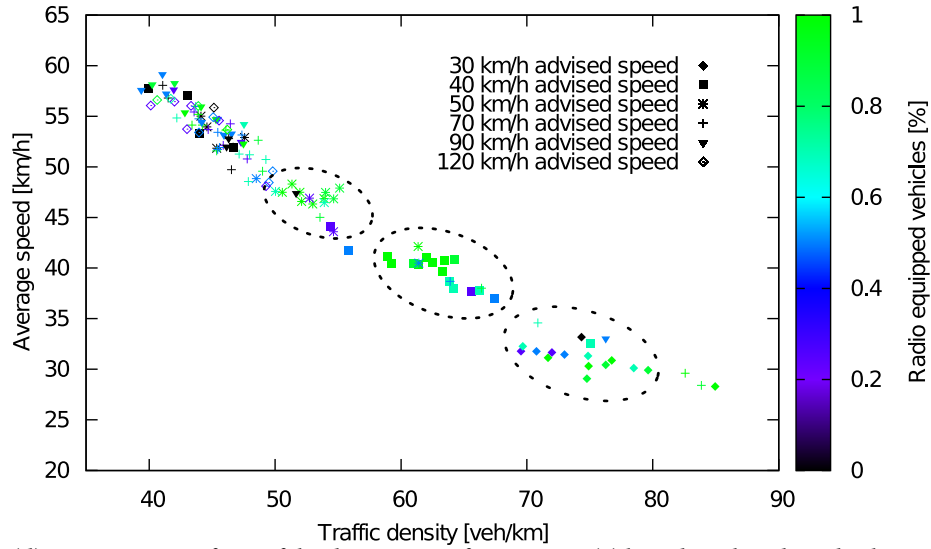 65
60
55
50
45
40
35
30
25
20
40
50
60
70
80
90
Average speed [km/h]
Traffic density [veh/km]
30 km/h advised speed
40 km/h advised speed
50 km/h advised speed
70 km/h advised speed
90 km/h advised speed
120 km/h advised speed
1
0.8
0.6
0.4
0.2
0
Radio equipped vehicles [%]